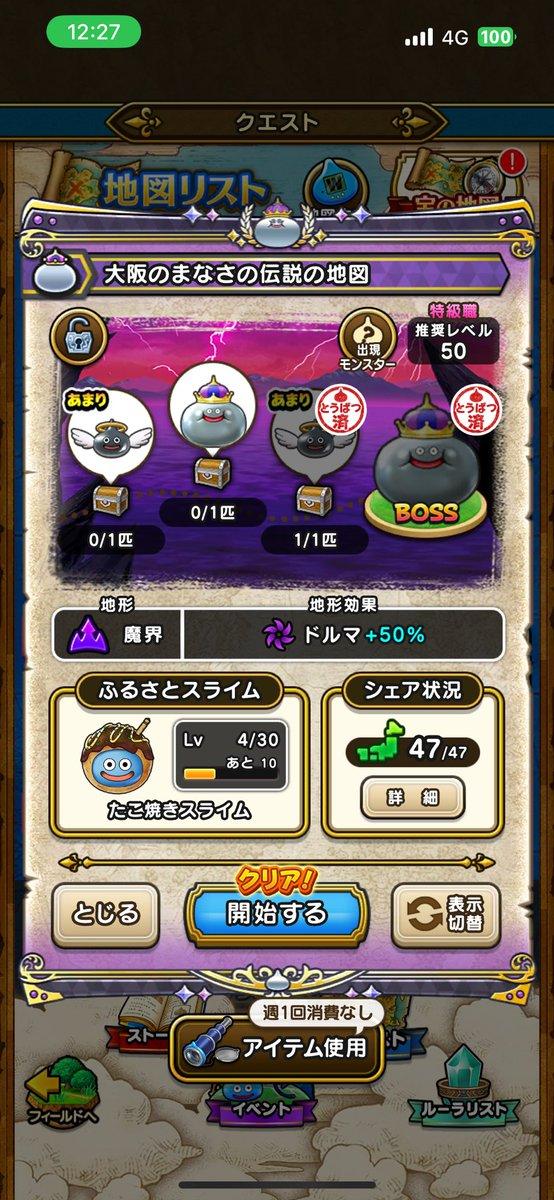 12:27
4G 100
クエスト
地図リスト
!
大阪のまなさの伝説の地図
出現
モンスター
特級職
推奨レベル
50
あまり
あまり
とうばつ
済
とうばつ
済
BOSS
0/1匹
0/1匹
1/1匹
地形
魔界
地形効果
ドルマ+50%
ふるさとスライム
Lv 4/30
あと 10
たこ焼きスライム
シェア状況
47/47
詳 細
とじる
クリア!
開始する
表示
切替
週1回消費なし
アイテム使用
ストー
フィールドへ
イベント
ルーラリスト